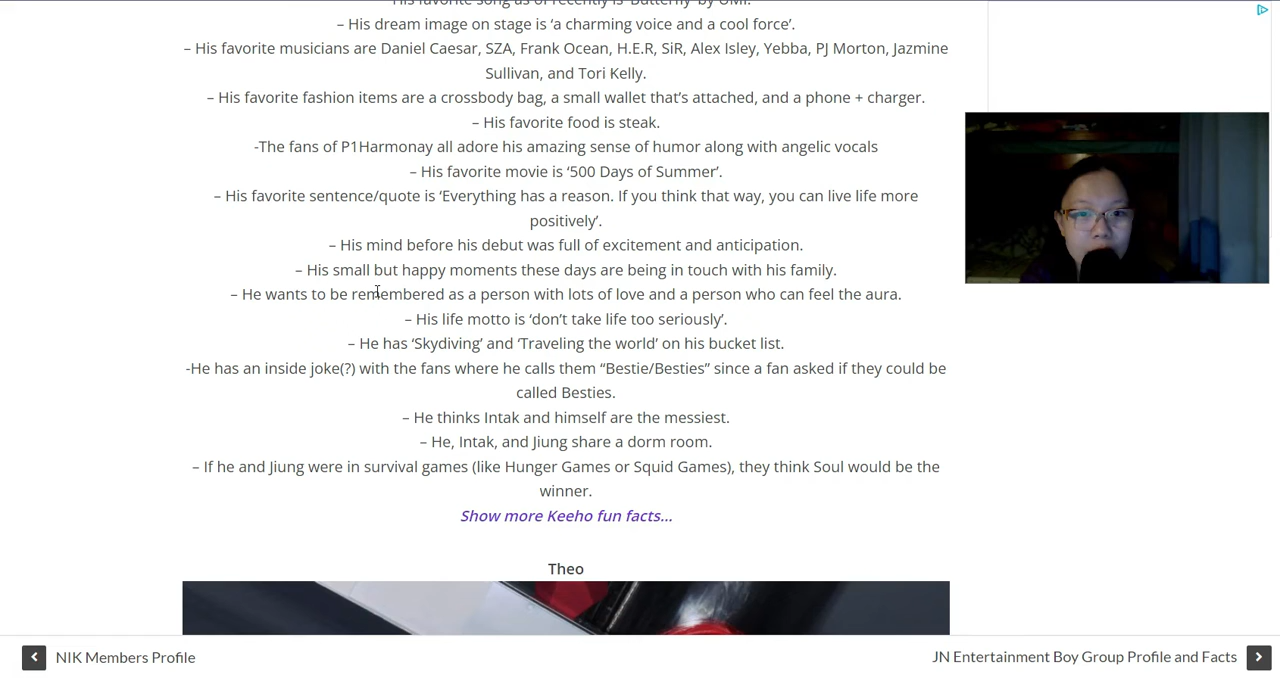 – His favorite song as of recently is ‘Butterfly’ by UMI.
– His dream image on stage is ‘a charming voice and a cool force’.
– His favorite musicians are Daniel Caesar, SZA, Frank Ocean, H.E.R, SiR, Alex Isley, Yebba, PJ Morton, Jazmine
Sullivan, and Tori Kelly.
– His favorite fashion items are a crossbody bag, a small wallet that’s attached, and a phone + charger.
– His favorite food is steak.
-The fans of P1Harmonay all adore his amazing sense of humor along with angelic vocals
– His favorite movie is ‘500 Days of Summer’.
– His favorite sentence/quote is ‘Everything has a reason. If you think that way, you can live life more
positively’.
– His mind before his debut was full of excitement and anticipation.
– His small but happy moments these days are being in touch with his family.
– He wants to be remembered as a person with lots of love and a person who can feel the aura.
– His life motto is ‘don’t take life too seriously’.
– He has ‘Skydiving’ and ‘Traveling the world’ on his bucket list.
-He has an inside joke(?) with the fans where he calls them “Bestie/Besties” since a fan asked if they could be
called Besties.
– He thinks Intak and himself are the messiest.
– He, Intak, and Jiung share a dorm room.
– If he and Jiung were in survival games (like Hunger Games or Squid Games), they think Soul would be the
winner.
Show more Keeho fun facts...
Theo
NIK Members Profile
JN Entertainment Boy Group Profile and Facts